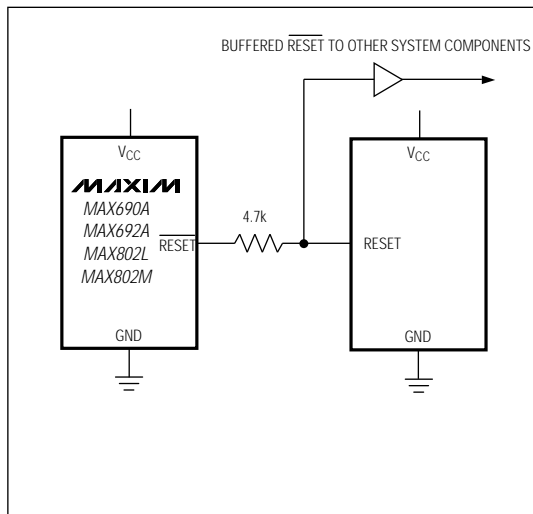 BUFFERED RESET TO OTHER SYSTEM COMPONENTS
VCC
MAXIM
MAX690A
MAX692A
MAX802L
MAX802M
RESET
GND
4.7k
VCC
RESET
GND